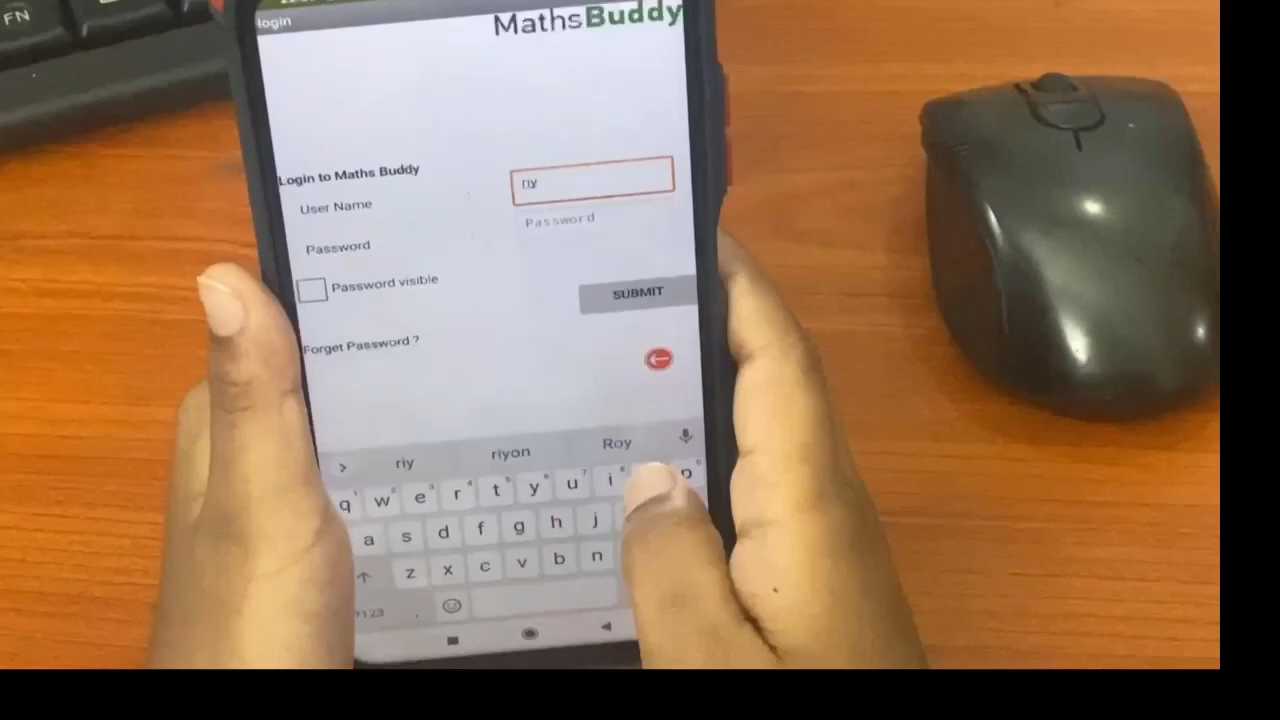 FN
login
MathsBuddy
Login to Maths Buddy
riy
User Name
Password
Password
Password visible
SUBMIT
Forget Password ?
riy riyon Roy
q w e r t y u i p
a s d f g h j
z x c v b n